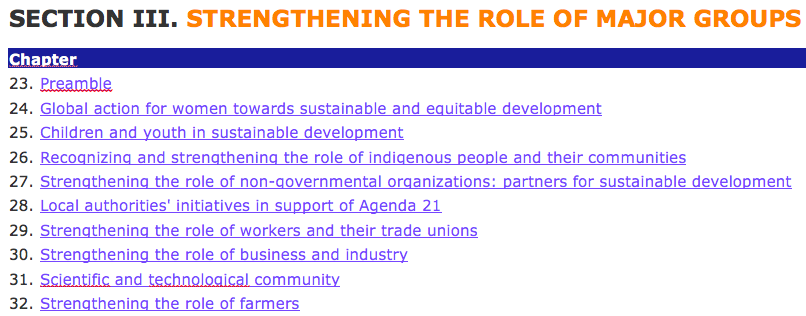 SECTION III. STRENGTHENING THE ROLE OF MAJOR GROUPS
Chapter
23. Preamble
24. Global action for women towards sustainable and equitable development
25. Children and youth in sustainable development
26. Recognizing and strengthening the role of indigenous people and their communities
27. Strengthening the role of non-governmental organizations: partners for sustainable development
28. Local authorities' initiatives in support of Agenda 21
29. Strengthening the role of workers and their trade unions
30. Strengthening the role of business and industry
31. Scientific and technological community
32. Strengthening the role of farmers